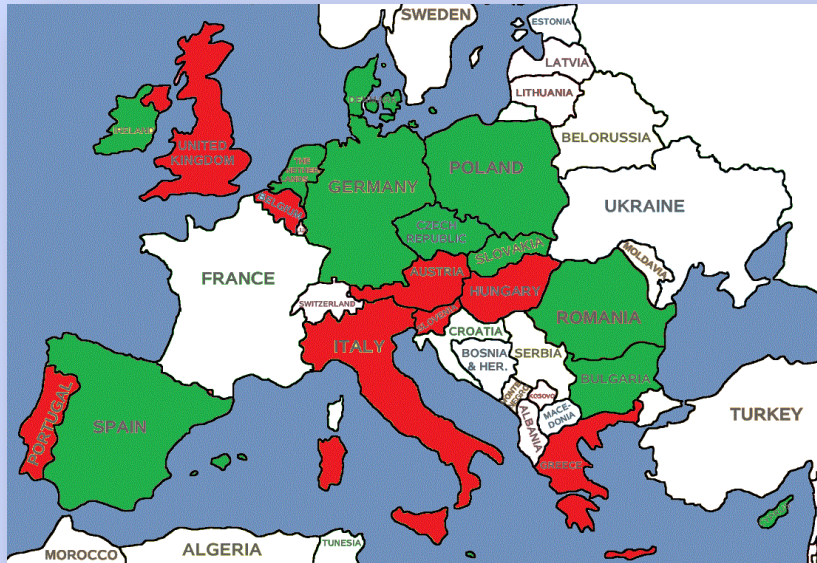 SWEDEN
ESTONIA
LATVIA
LITHUANIA
BELORUSSIA
IRELAND
UNITED
KINGDOM
THE
NETHER
LANDS
POLAND
GERMANY
BELGIUM
UKRAINE
CZECH
REPUBLIC
SLOVAKIA
MOLDAVIA
FRANCE
AUSTRIA
HUNGARY
SWITZERLAND
ROMANIA
SLOVENIA
CROATIA
ITALY
BOSNIA
& HER.
SERBIA
BULGARIA
MONTE
NEGRO
KOSOVO
MACE-
DONIA
ALBANIA
TURKEY
PORTUGAL
SPAIN
GREECE
MOROCCO
ALGERIA
TUNESIA